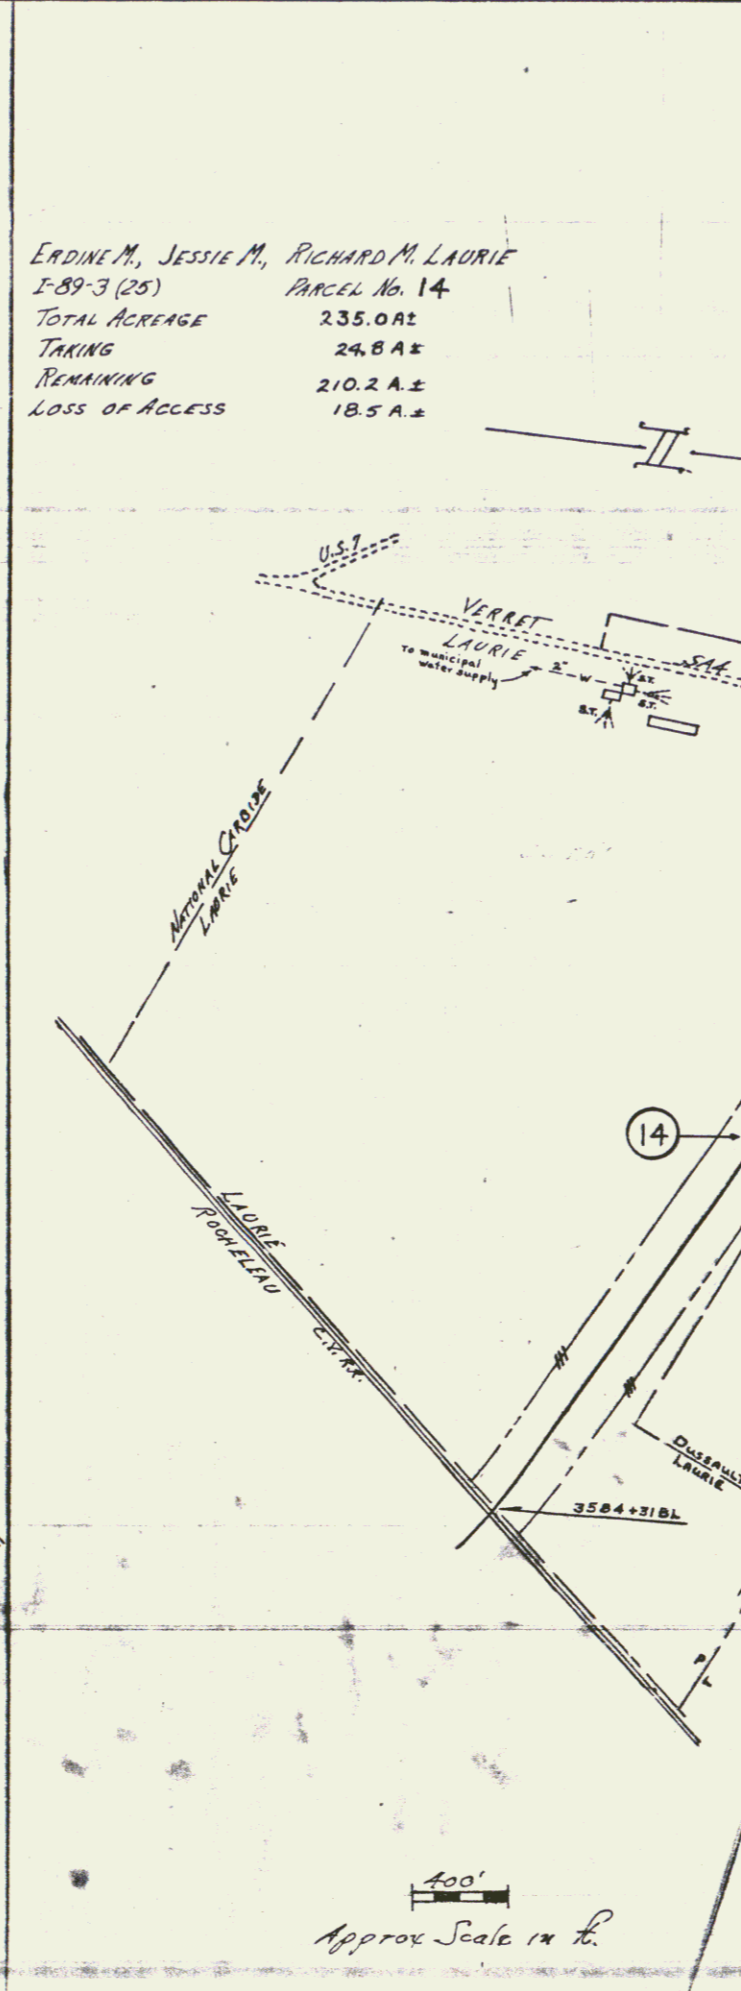 ERDINE M., JESSIE M., RICHARD M. LAURIE
I-89-3 (25) PARCEL No. 14
TOTAL ACREAGE 235.0 A±
TAKING 24.8 A±
REMAINING 210.2 A.±
LOSS OF ACCESS 18.5 A.±
U.S. 7
VERRET
LAURIE
SA4
To municipal
water supply
2" W
S.T.
S.T.
S.T.
NATIONAL CARBIDE
LAURIE
14
LAURIE
ROCHELEAU
C.V. R.R.
DUSSAULT
LAURIE
3584+31BL
P
L
400'
Approx Scale in ft.